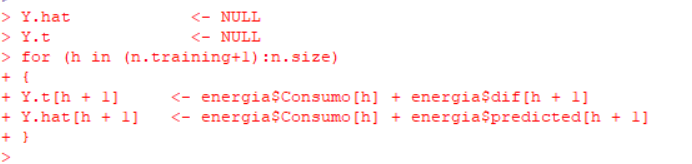 > Y.hat             <- NULL
> Y.t               <- NULL
> for (h in (n.training+1):n.size)
+ {
+ Y.t[h + 1]     <- energia$Consumo[h] + energia$dif[h + 1]
+ Y.hat[h + 1]   <- energia$Consumo[h] + energia$predicted[h + 1]
+ }
>